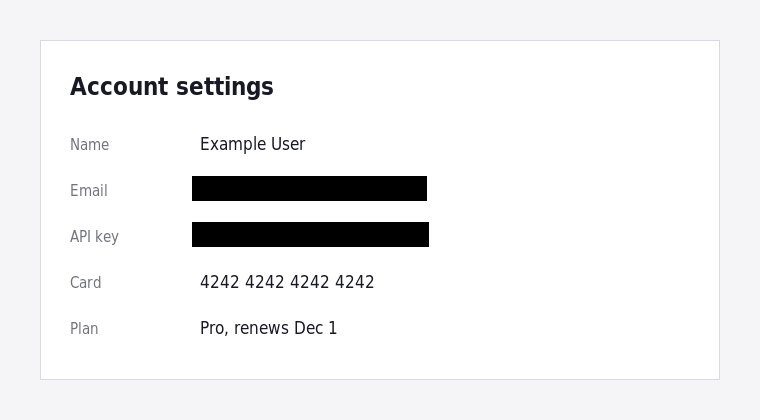 Account settings
Name Example User
Email
API key
Card 4242 4242 4242 4242
Plan Pro, renews Dec 1